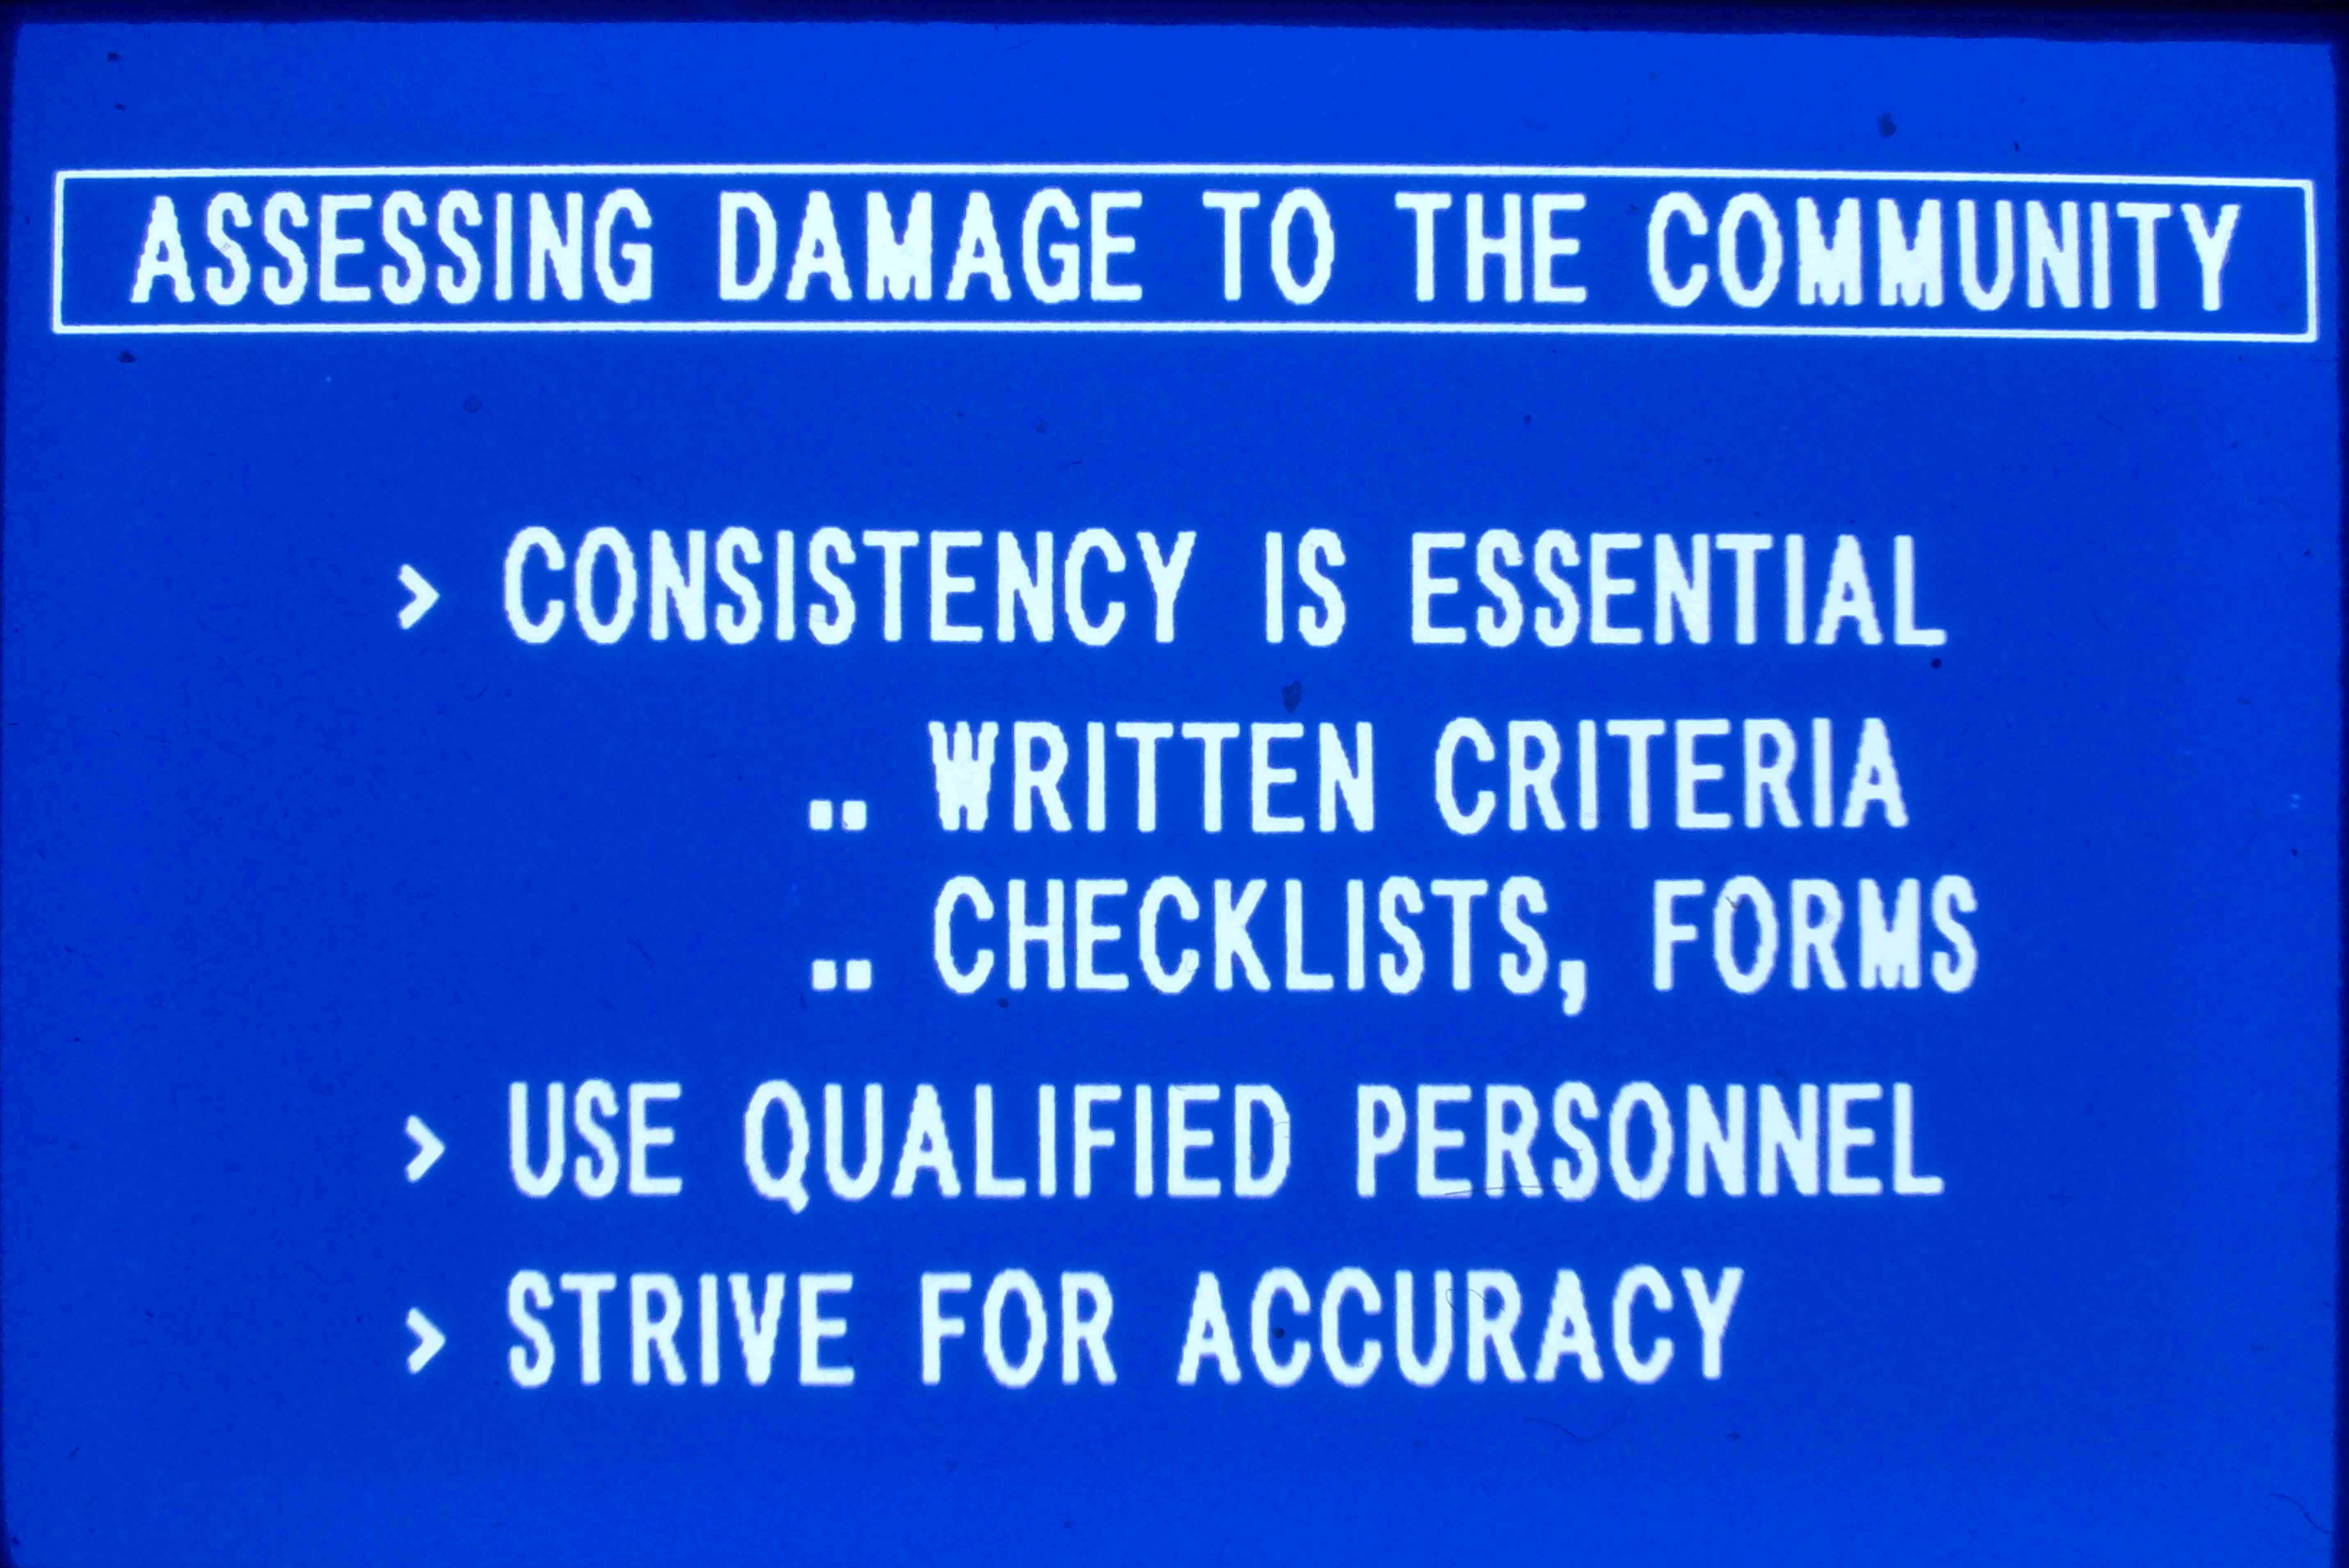 ASSESSING DAMAGE TO THE COMMUNITY
> CONSISTENCY IS ESSENTIAL
.. WRITTEN CRITERIA
.. CHECKLISTS, FORMS
> USE QUALIFIED PERSONNEL
> STRIVE FOR ACCURACY